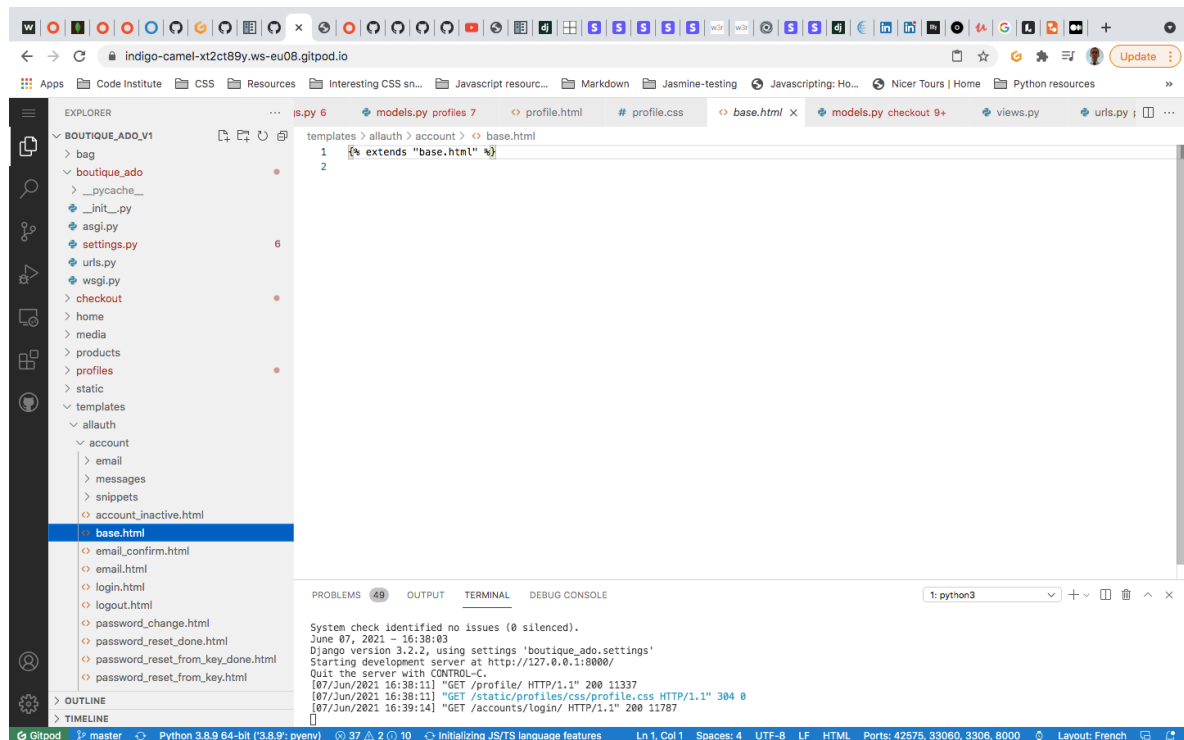 indigo-camel-xt2ct89y.ws-eu08.gitpod.io
Update
Apps Code Institute CSS Resources Interesting CSS sn... Javascript resourc... Markdown Jasmine-testing Javascripting: Ho... Nicer Tours | Home Python resources »
EXPLORER ... gs.py 6 models.py profiles 7 profile.html # profile.css base.html models.py checkout 9+ views.py urls.py
BOUTIQUE_ADO_V1
templates > allauth > account > base.html
1 {% extends "base.html" %}
2
bag
boutique_ado
__pycache__
__init__.py
asgi.py
settings.py 6
urls.py
wsgi.py
checkout
home
media
products
profiles
static
templates
allauth
account
email
messages
snippets
account_inactive.html
base.html
email_confirm.html
email.html
login.html
logout.html
password_change.html
password_reset_done.html
password_reset_from_key_done.html
password_reset_from_key.html
OUTLINE
TIMELINE
PROBLEMS 49 OUTPUT TERMINAL DEBUG CONSOLE 1: python3
System check identified no issues (0 silenced).
June 07, 2021 - 16:38:03
Django version 3.2.2, using settings 'boutique_ado.settings'
Starting development server at http://127.0.0.1:8000/
Quit the server with CONTROL-C.
[07/Jun/2021 16:38:11] "GET /profile/ HTTP/1.1" 200 11337
[07/Jun/2021 16:38:11] "GET /static/profiles/css/profile.css HTTP/1.1" 304 0
[07/Jun/2021 16:39:14] "GET /accounts/login/ HTTP/1.1" 200 11787
Gitpod master Python 3.8.9 64-bit ('3.8.9': pyenv) 37 2 10 Initializing JS/TS language features Ln 1, Col 1 Spaces: 4 UTF-8 LF HTML Ports: 42575, 33060, 3306, 8000 Layout: French